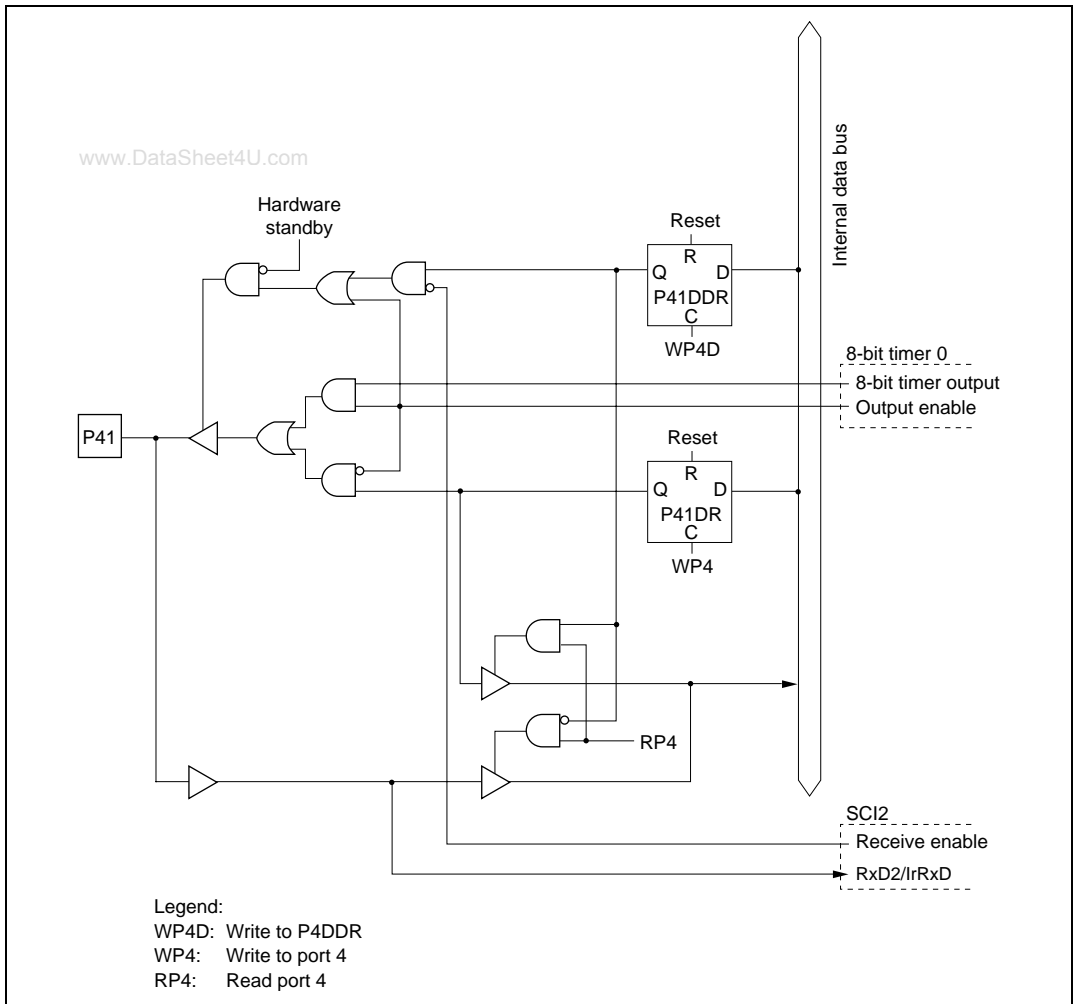 www.DataSheet4U.com
Internal data bus
Hardware
standby
Reset
R
Q D
P41DDR
C
WP4D
8-bit timer 0
8-bit timer output
Output enable
P41
Reset
R
Q D
P41DR
C
WP4
RP4
SCI2
Receive enable
RxD2/IrRxD
Legend:
WP4D: Write to P4DDR
WP4: Write to port 4
RP4: Read port 4